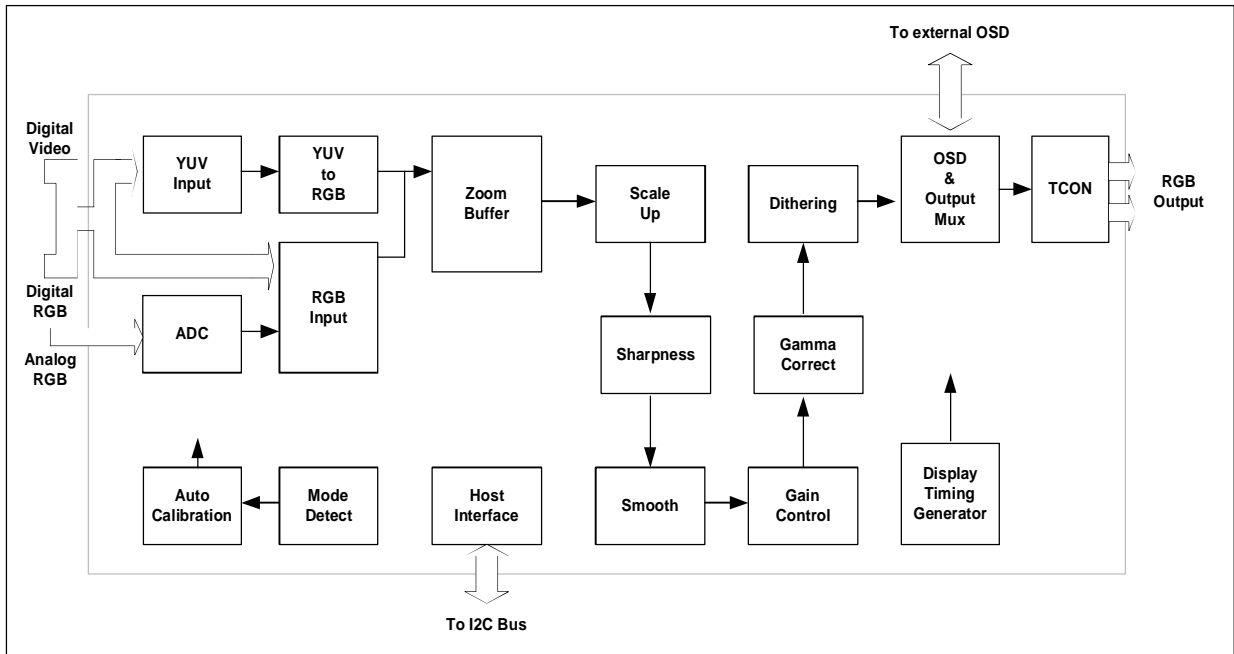 To external OSD
Digital
Video
YUV
Input
YUV
to
RGB
Zoom
Buffer
Scale
Up
Dithering
OSD
&
Output
Mux
TCON
RGB
Output
Digital
RGB
Analog
RGB
ADC
RGB
Input
Sharpness
Gamma
Correct
Auto
Calibration
Mode
Detect
Host
Interface
Smooth
Gain
Control
Display
Timing
Generator
To I2C Bus